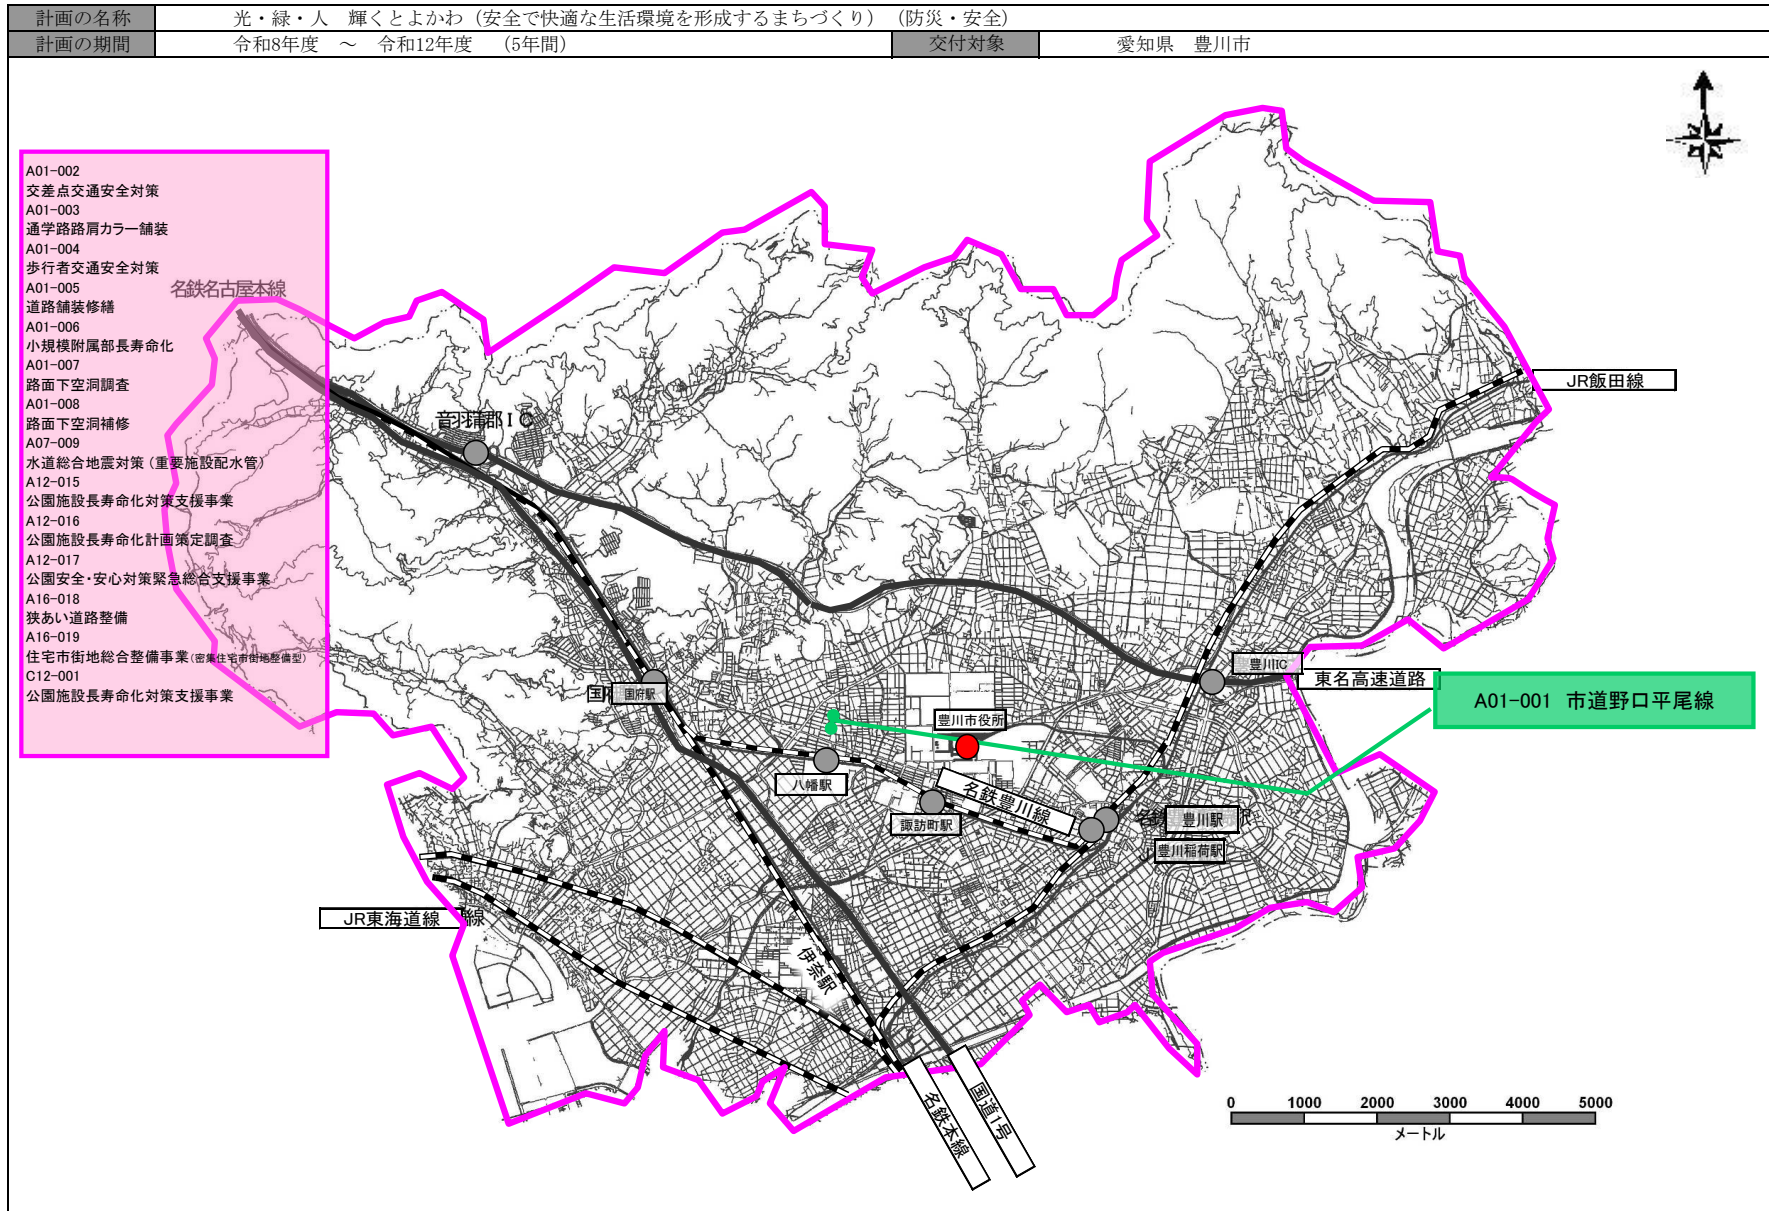 計画の名称 光・緑・人 輝くとよかわ（安全で快適な生活環境を形成するまちづくり）（防災・安全）
計画の期間 令和8年度 ～ 令和12年度 （5年間） 交付対象 愛知県 豊川市
A01-002
交差点交通安全対策
A01-003
通学路路肩カラー舗装
A01-004
歩行者交通安全対策
A01-005
道路舗装修繕
A01-006
小規模附属部長寿命化
A01-007
路面下空洞調査
A01-008
路面下空洞補修
A07-009
水道総合地震対策（重要施設配水管）
A12-015
公園施設長寿命化対策支援事業
A12-016
公園施設長寿命化計画策定調査
A12-017
公園安全・安心対策緊急総合支援事業
A16-018
狭あい道路整備
A16-019
住宅市街地総合整備事業（密集住宅市街地整備型）
C12-001
公園施設長寿命化対策支援事業
名鉄名古屋本線
音羽蒲郡IC
JR飯田線
豊川IC
東名高速道路
A01-001 市道野口平尾線
国府駅
豊川市役所
八幡駅
名鉄豊川線
諏訪町駅
豊川駅
豊川稲荷駅
JR東海道線
線
伊奈駅
名鉄本線
国道1号
0 1000 2000 3000 4000 5000
メートル